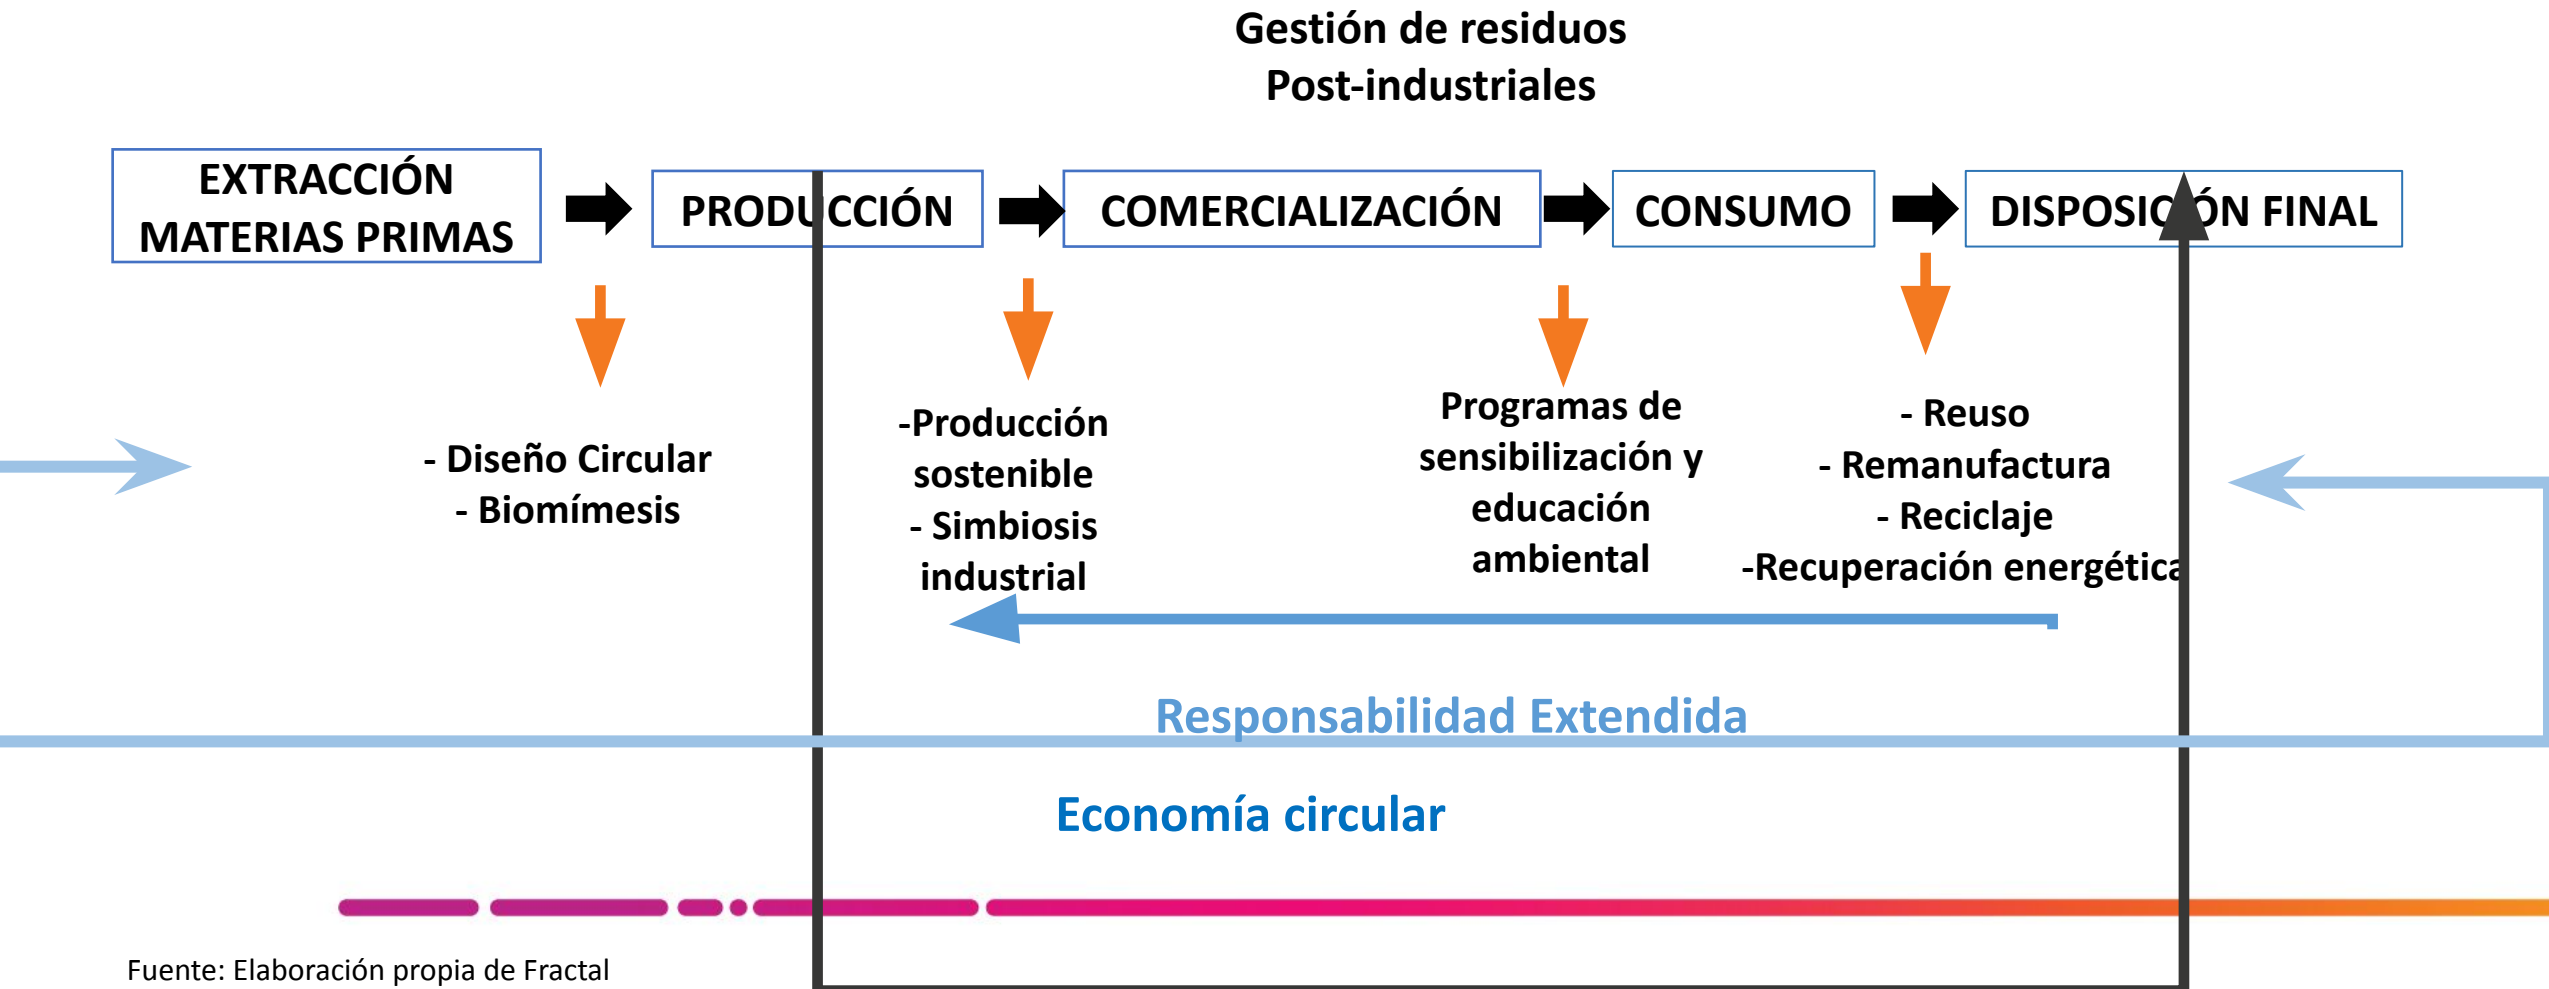 Gestión de residuos
Post-industriales
EXTRACCIÓN
MATERIAS PRIMAS
PRODUCCIÓN
COMERCIALIZACIÓN
CONSUMO
DISPOSICIÓN FINAL
- Diseño Circular
- Biomímesis
-Producción
sostenible
- Simbiosis
industrial
Programas de
sensibilización y
educación
ambiental
- Reuso
- Remanufactura
- Reciclaje
-Recuperación energética
Responsabilidad Extendida
Economía circular
Fuente: Elaboración propia de Fractal